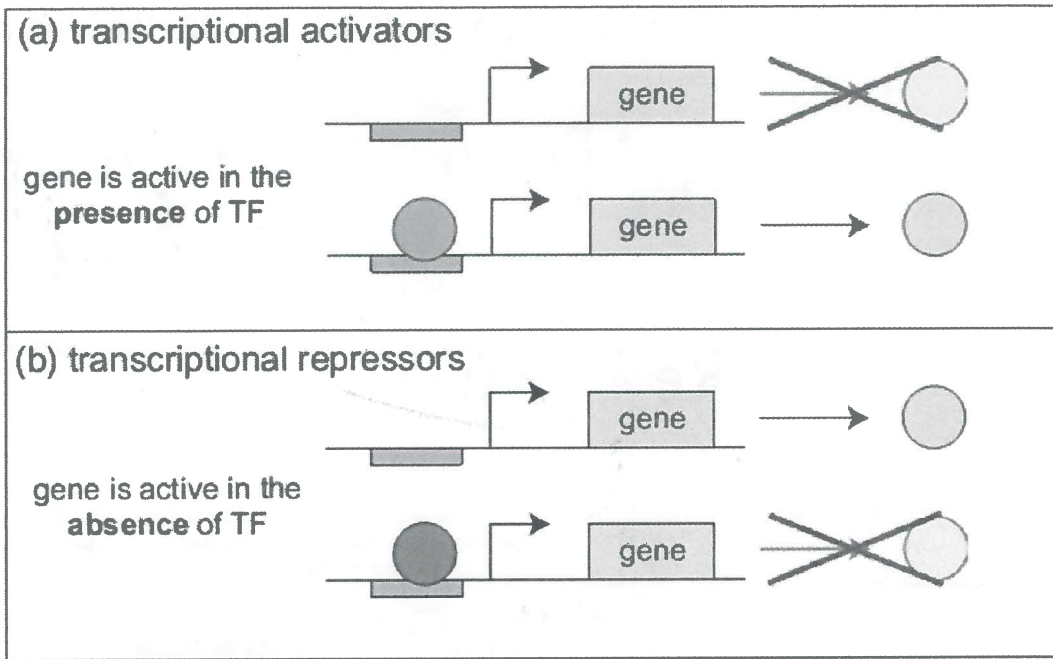 (a) transcriptional activators
gene
gene is active in the
presence of TF
gene
(b) transcriptional repressors
gene
gene is active in the
absence of TF
gene